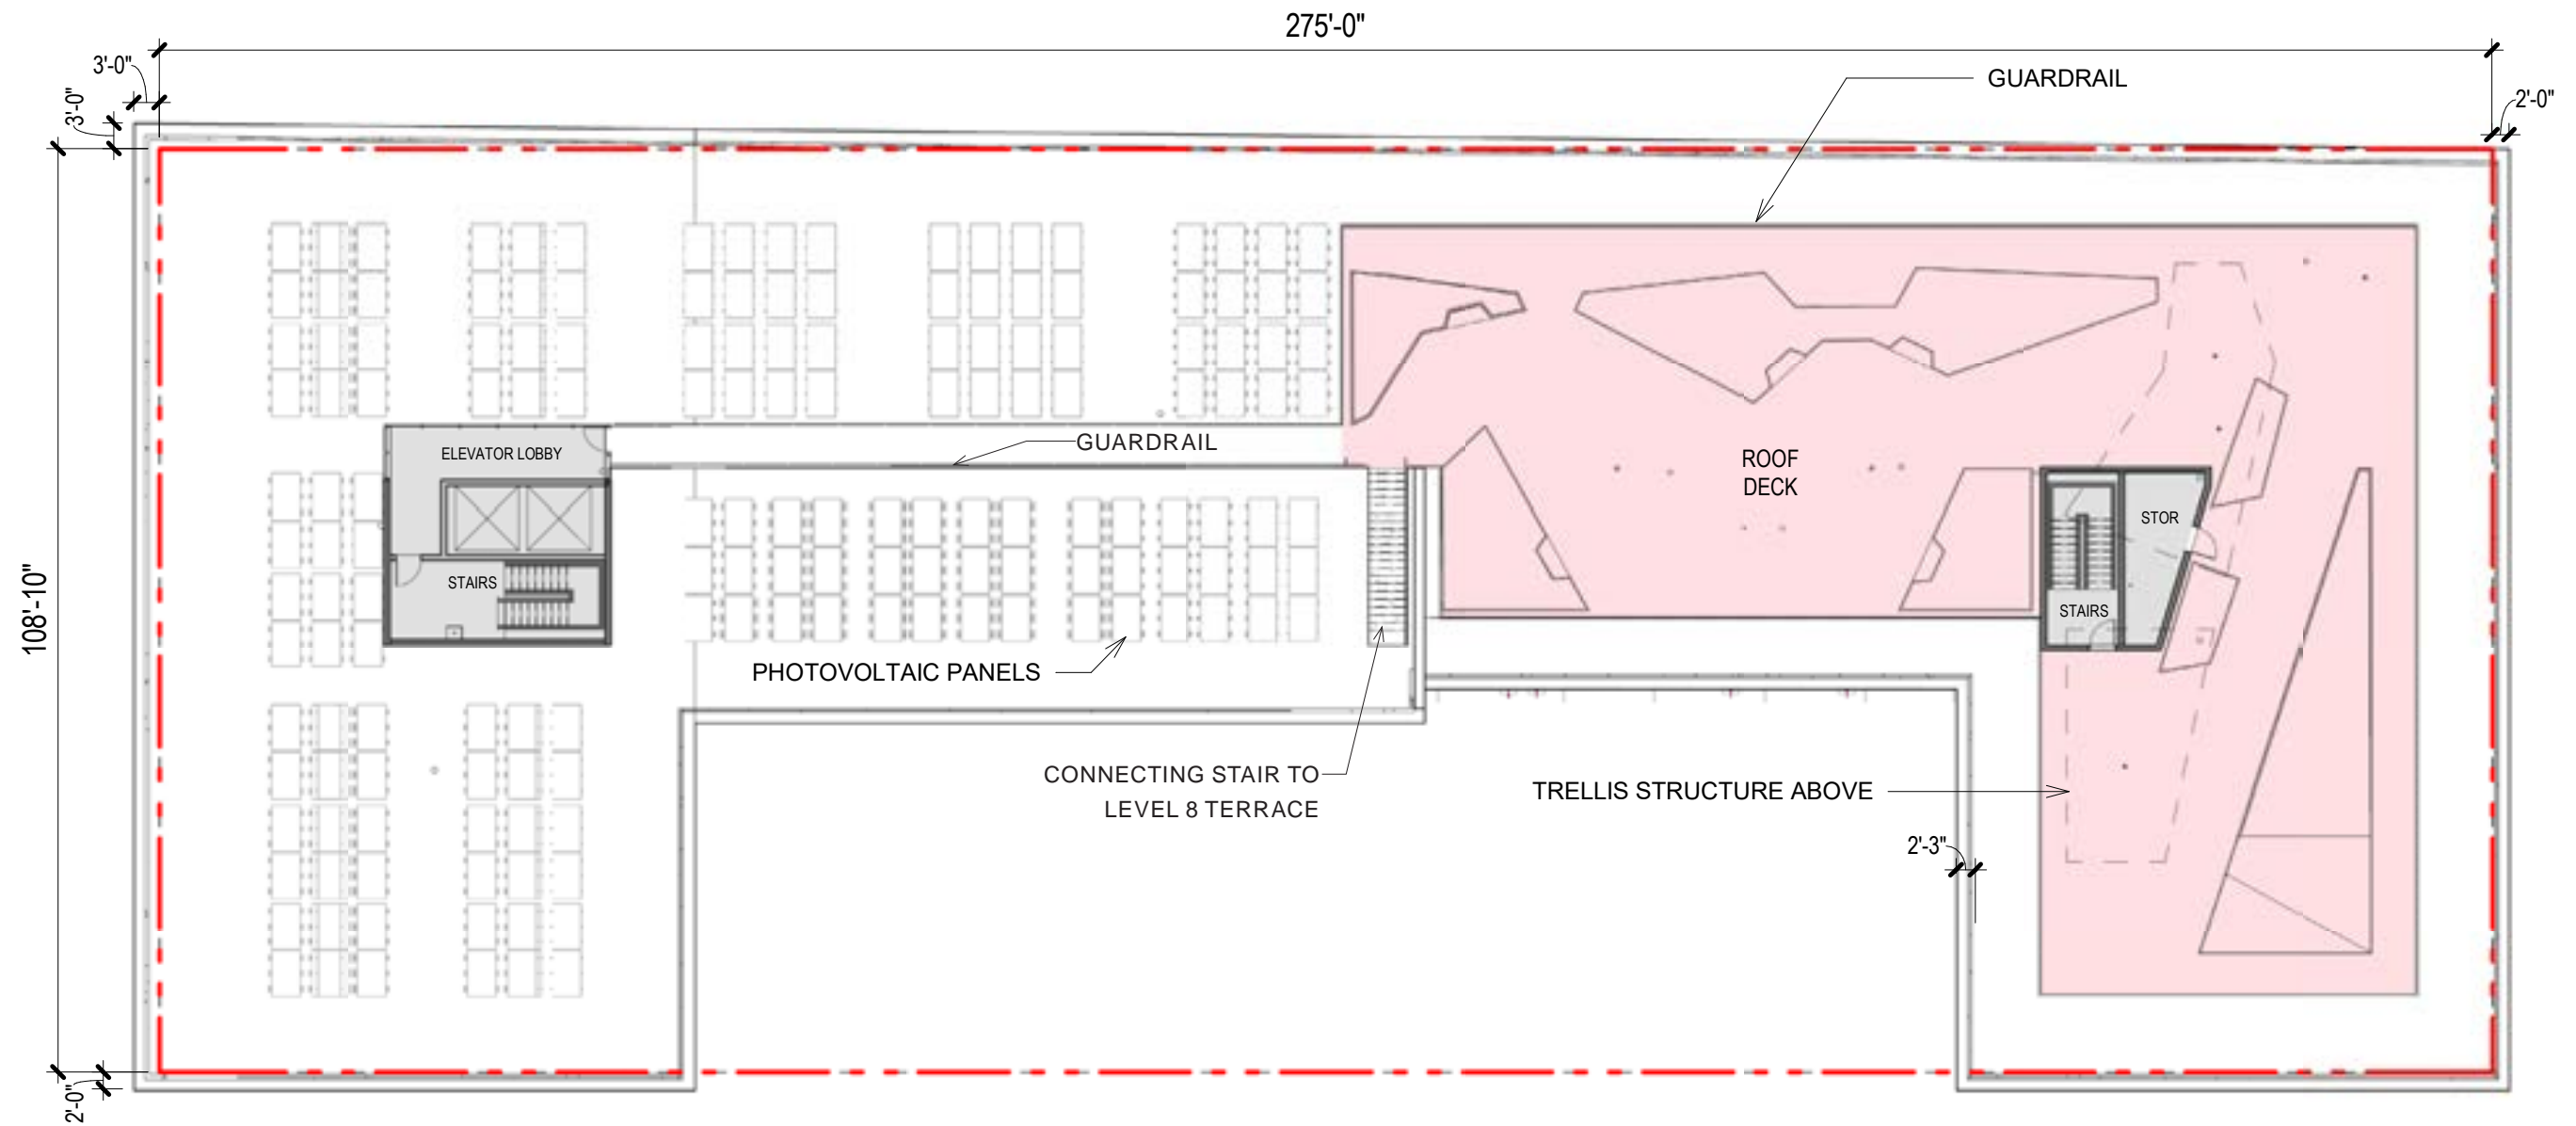 275'-0"
3'-0"
GUARDRAIL
3'-0"
2'-0"
GUARDRAIL
ELEVATOR LOBBY
ROOF
DECK
STOR
108'-10"
STAIRS
STAIRS
PHOTOVOLTAIC PANELS
CONNECTING STAIR TO
LEVEL 8 TERRACE
TRELLIS STRUCTURE ABOVE
2'-3"
2'-0"